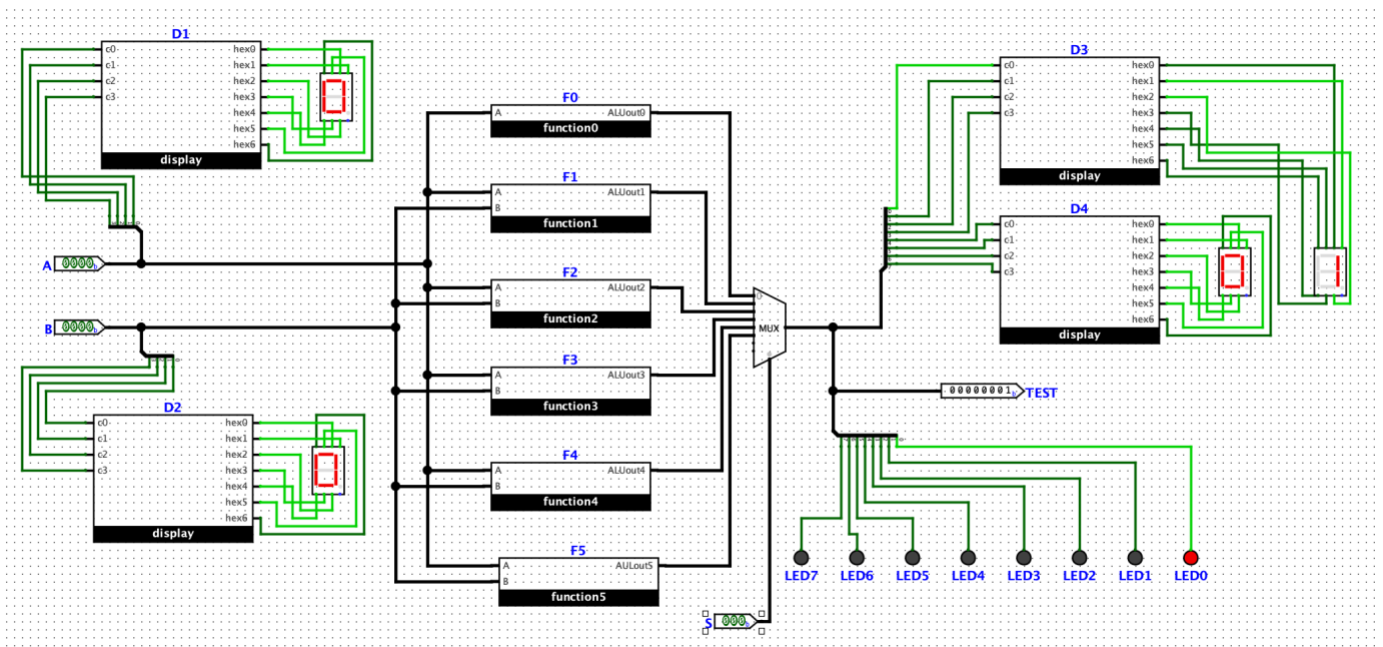 D1
c0 hex0
c1 hex1
c2 hex2
c3 hex3
hex4
hex5
hex6
display
A 0000
B 0000
D2
c0 hex0
c1 hex1
c2 hex2
c3 hex3
hex4
hex5
hex6
display
F0
A ALUout0
function0
F1
A ALUout1
B
function1
F2
A ALUout2
B
function2
F3
A ALUout3
B
function3
F4
A ALUout4
B
function4
F5
A AULout5
B
function5
MUX
S 000
D3
c0 hex0
c1 hex1
c2 hex2
c3 hex3
hex4
hex5
hex6
display
D4
c0 hex0
c1 hex1
c2 hex2
c3 hex3
hex4
hex5
hex6
display
00000001 TEST
LED7 LED6 LED5 LED4 LED3 LED2 LED1 LED0